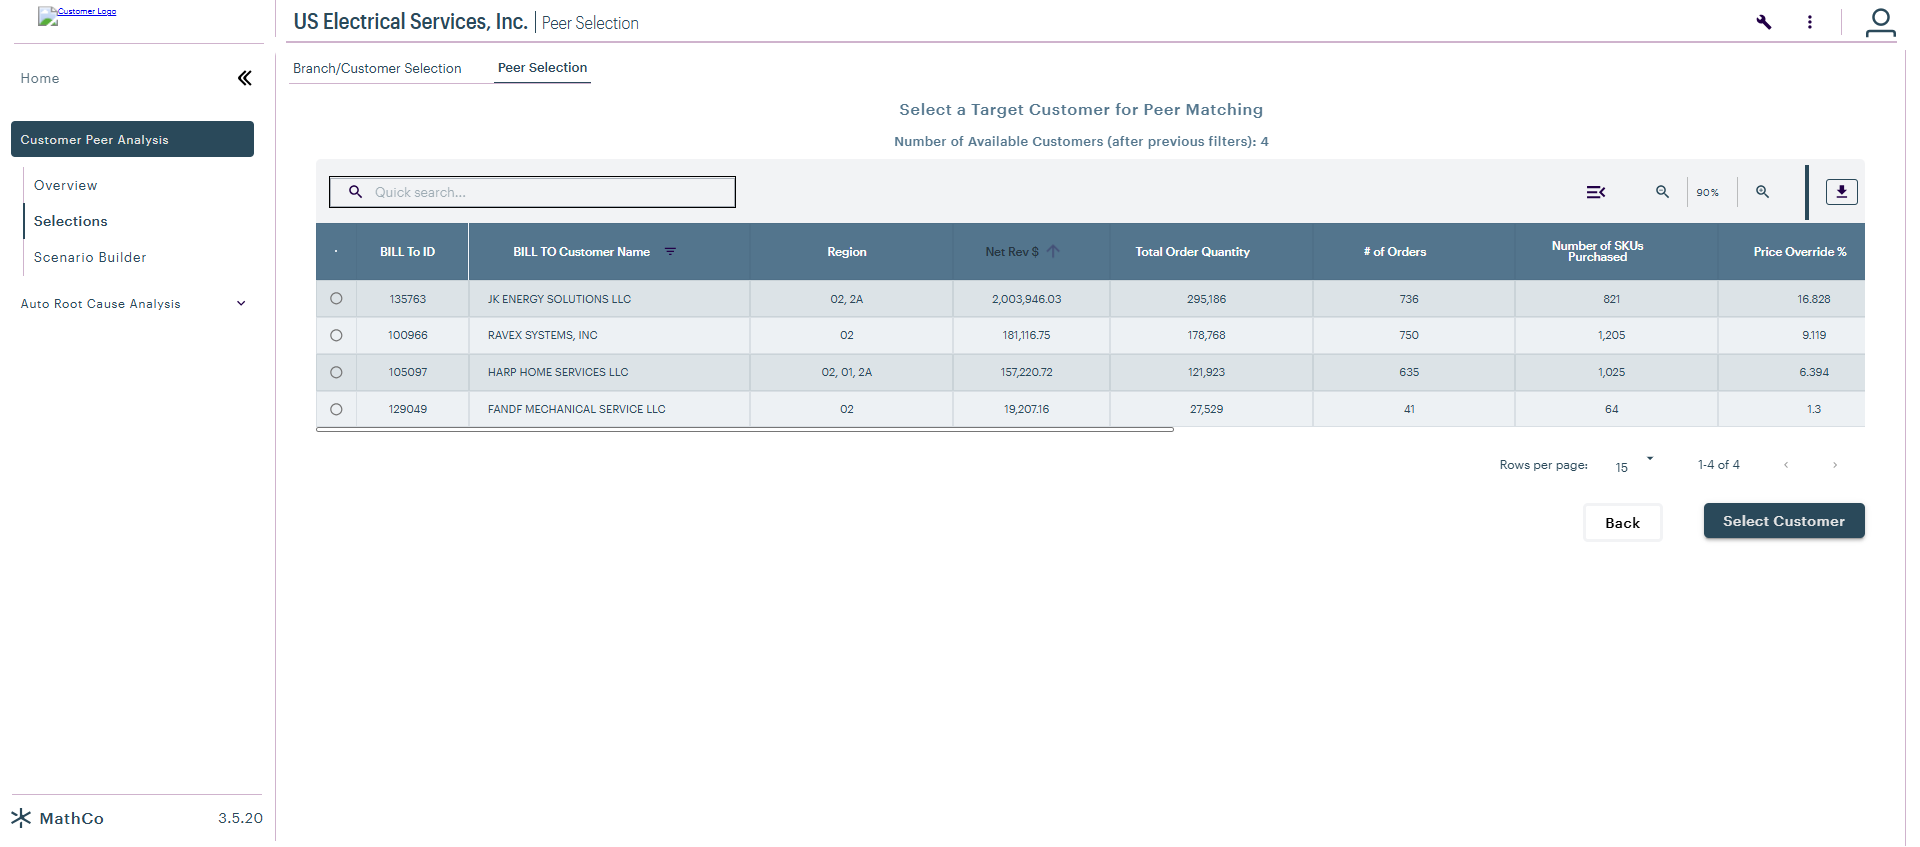 Customer Logo
US Electrical Services, Inc. | Peer Selection
Home
Branch/Customer Selection
Peer Selection
Customer Peer Analysis
Overview
Selections
Scenario Builder
Auto Root Cause Analysis
Select a Target Customer for Peer Matching
Number of Available Customers (after previous filters): 4
Quick search...
90%
BILL To ID BILL TO Customer Name Region Net Rev $ Total Order Quantity # of Orders Number of SKUs Purchased Price Override %
135763 JK ENERGY SOLUTIONS LLC 02, 2A 2,003,946.03 295,186 736 821 16.828
100966 RAVEX SYSTEMS, INC 02 181,116.75 178,768 750 1,205 9.119
105097 HARP HOME SERVICES LLC 02, 01, 2A 157,220.72 121,923 635 1,025 6.394
129049 FANDF MECHANICAL SERVICE LLC 02 19,207.16 27,529 41 64 1.3
Rows per page: 15 1-4 of 4
Back
Select Customer
MathCo
3.5.20